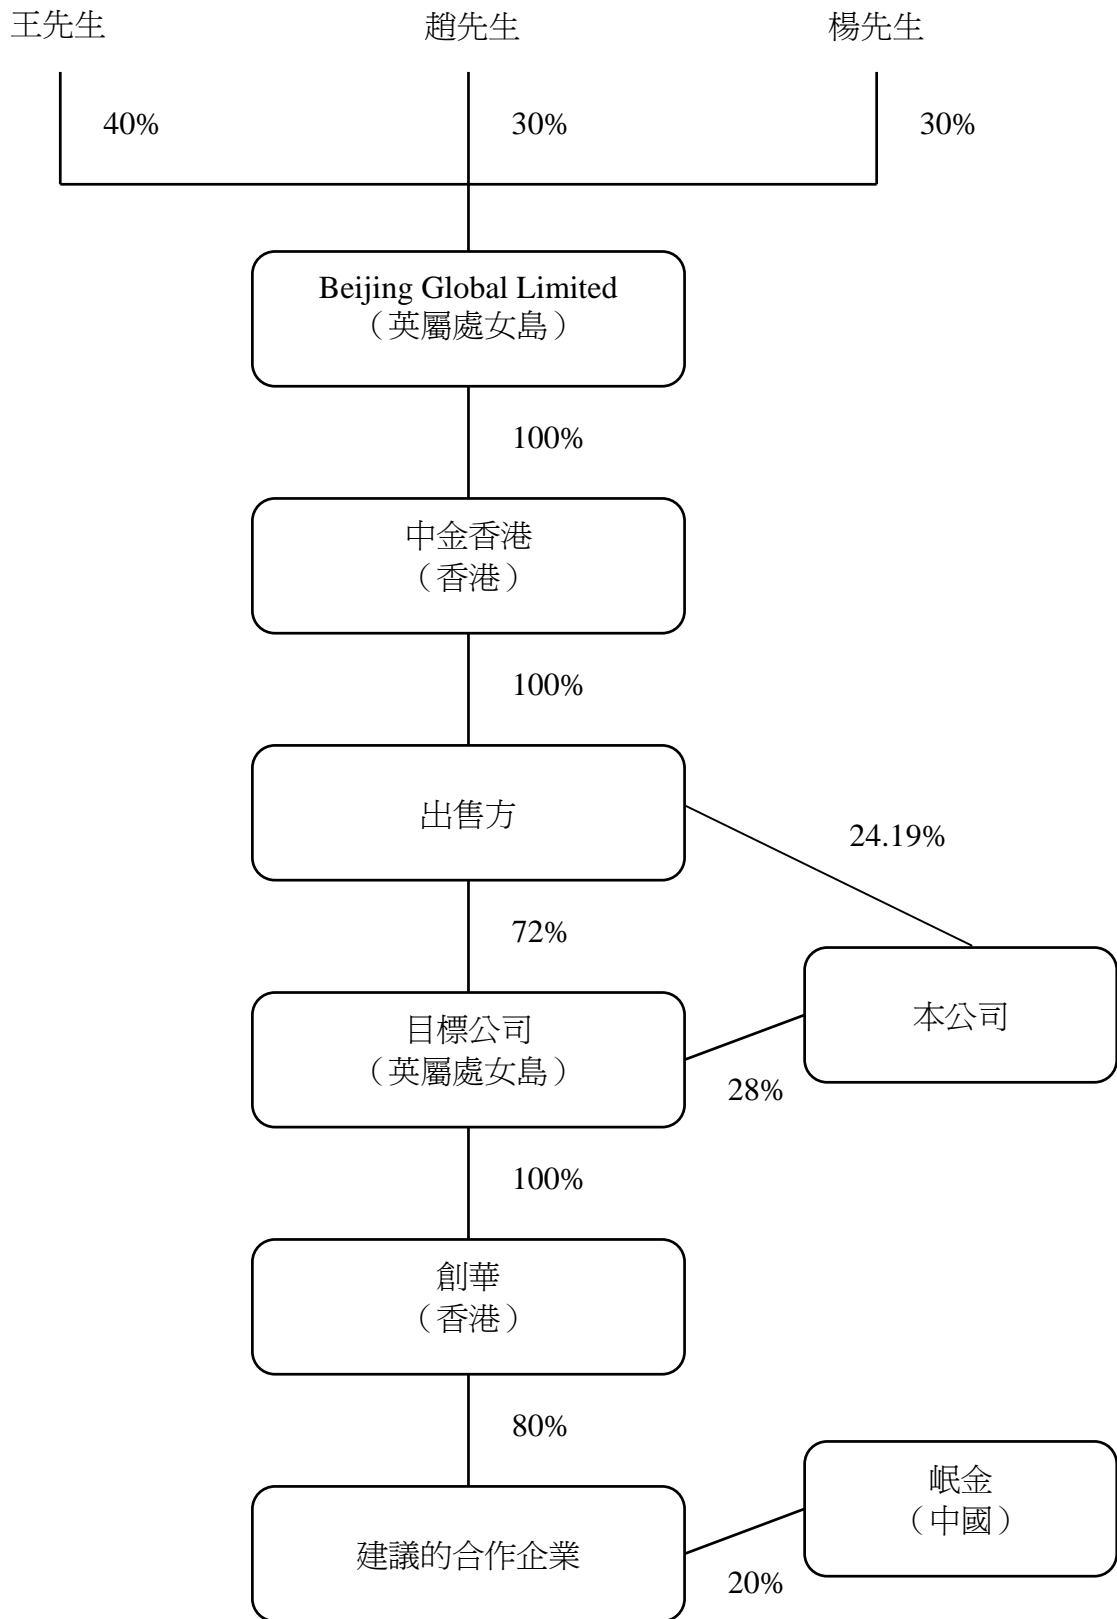 王先生
趙先生
楊先生
40%
30%
30%
Beijing Global Limited
（英屬處女島）
100%
中金香港
（香港）
100%
出售方
24.19%
72%
目標公司
（英屬處女島）
本公司
28%
100%
創華
（香港）
80%
岷金
（中國）
建議的合作企業
20%